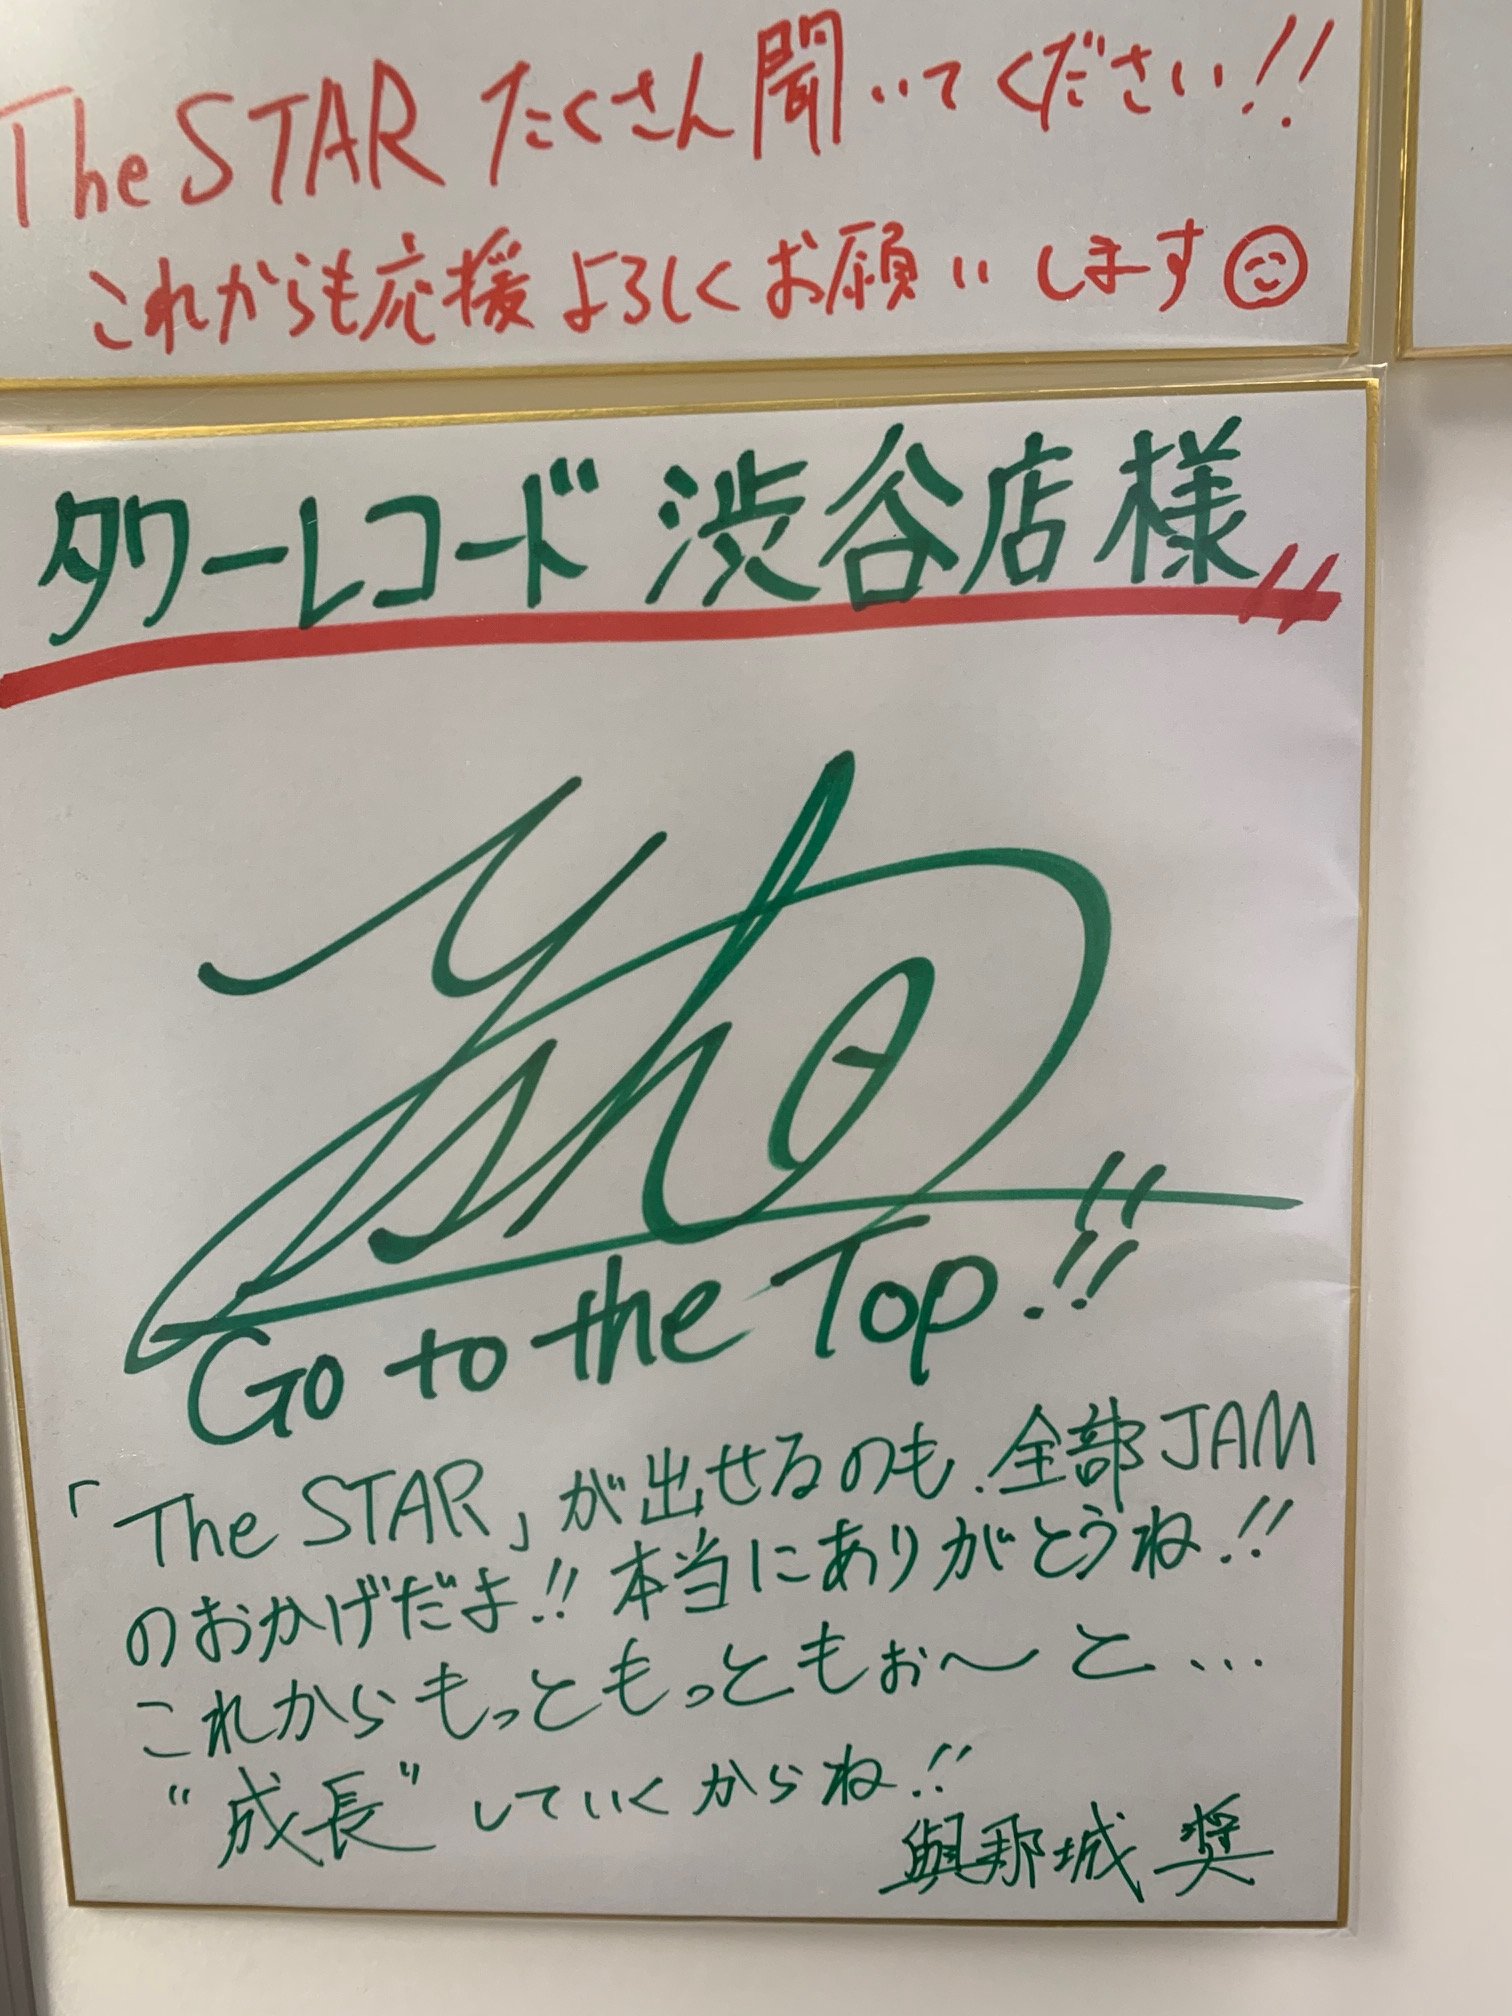 The STAR たくさん聞いてください!!
これからも応援よろしくお願いします
タワーレコード渋谷店様
Go to the Top!!
「The STAR」が出せるのも、全部JAM
のおかげだよ!!本当にありがとうね!!
これからもっともっともぉ〜と...
"成長"していくからね!!
與那城 奨